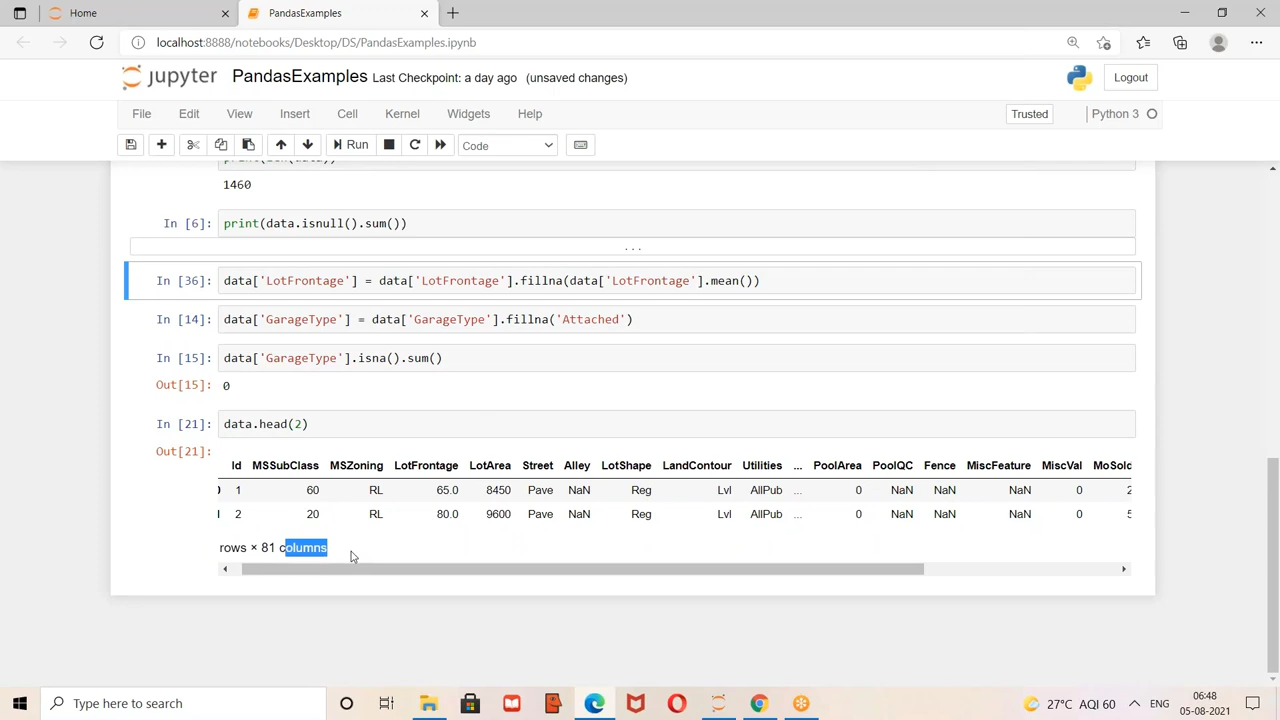 Home
PandasExamples
localhost:8888/notebooks/Desktop/DS/PandasExamples.ipynb
jupyter PandasExamples Last Checkpoint: a day ago (unsaved changes) Logout
File Edit View Insert Cell Kernel Widgets Help Trusted Python 3
Run Code
print(len(data))
1460
In [6]: print(data.isnull().sum())
...
In [36]: data['LotFrontage'] = data['LotFrontage'].fillna(data['LotFrontage'].mean())
In [14]: data['GarageType'] = data['GarageType'].fillna('Attached')
In [15]: data['GarageType'].isna().sum()
Out[15]: 0
In [21]: data.head(2)
Out[21]:
Id MSSubClass MSZoning LotFrontage LotArea Street Alley LotShape LandContour Utilities ... PoolArea PoolQC Fence MiscFeature MiscVal MoSold
1 60 RL 65.0 8450 Pave NaN Reg Lvl AllPub ... 0 NaN NaN NaN 0 2
2 20 RL 80.0 9600 Pave NaN Reg Lvl AllPub ... 0 NaN NaN NaN 0 5
rows × 81 columns
Type here to search
27°C AQI 60
ENG
06:48
05-08-2021